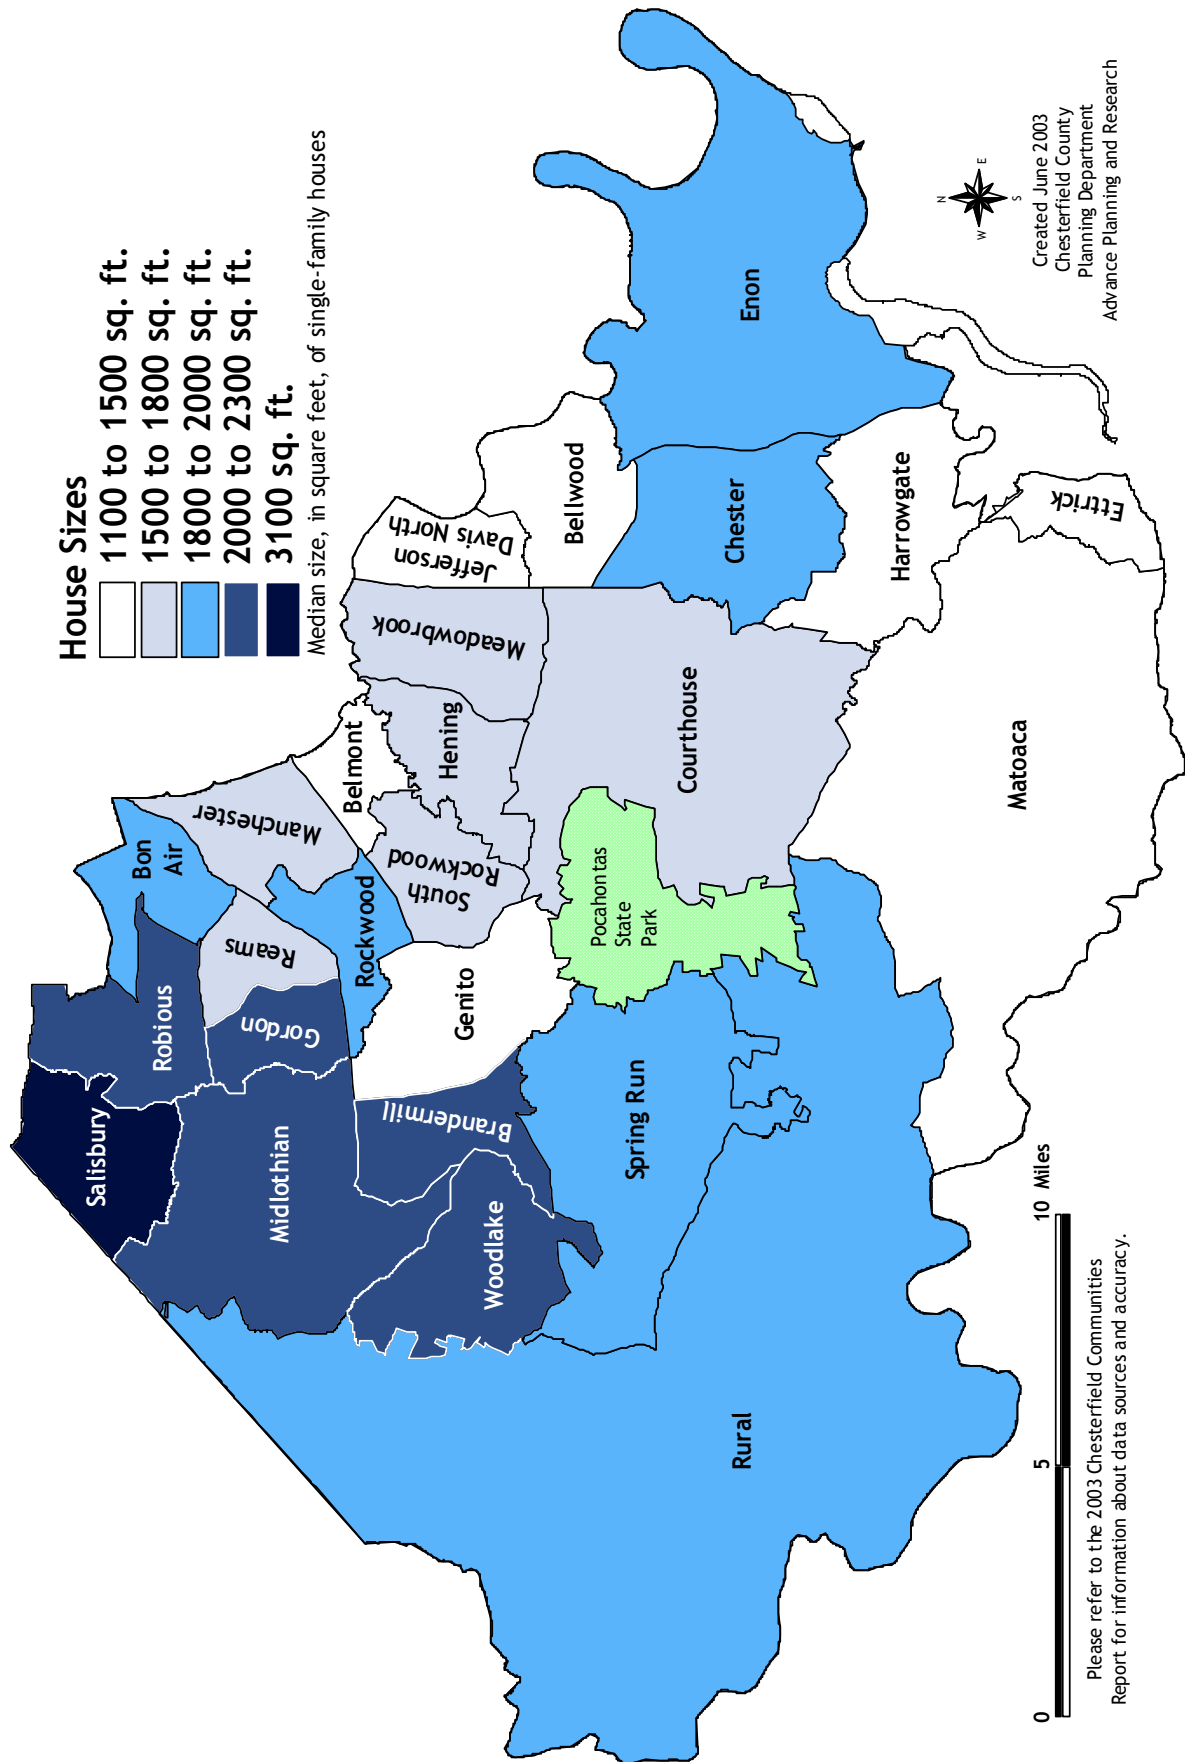 House Sizes
1100 to 1500 sq. ft.
1500 to 1800 sq. ft.
1800 to 2000 sq. ft.
2000 to 2300 sq. ft.
3100 sq. ft.
Median size, in square feet, of single-family houses
Salisbury
Robious
Bon
Air
Midlothian
Gordon
Reams
Manchester
Rockwood
Belmont
Brandermill
Genito
South
Rockwood
Hening
Meadowbrook
Jefferson
Davis North
Woodlake
Bellwood
Spring Run
Pocahontas
State
Park
Courthouse
Chester
Enon
Rural
Harrowgate
Matoaca
Ettrick
N
W
E
S
Created June 2003
Chesterfield County
Planning Department
Advance Planning and Research
0
5
10 Miles
Please refer to the 2003 Chesterfield Communities
Report for information about data sources and accuracy.